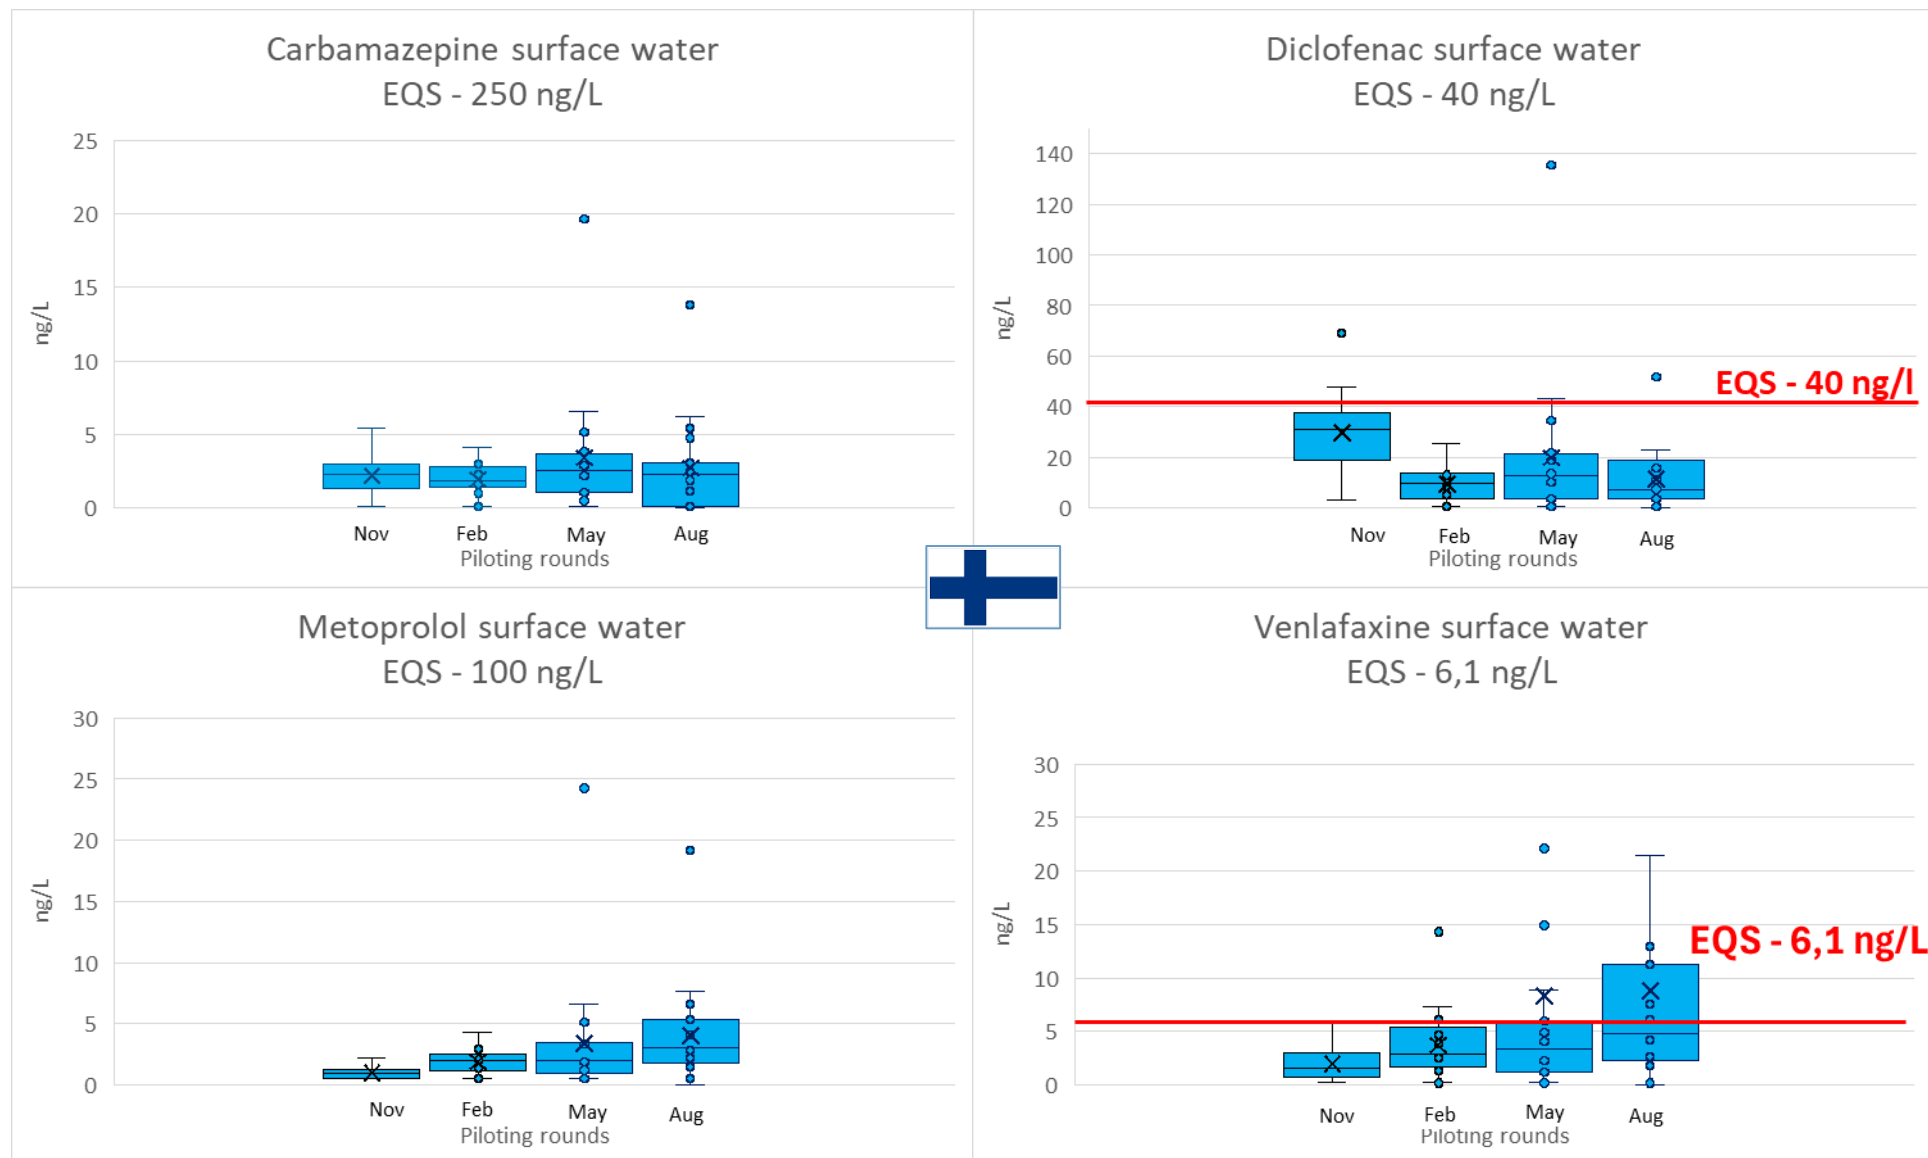 Carbamazepine surface water
EQS - 250 ng/L
25
20
15
10
5
0
ng/L
Nov
Feb
May
Aug
Piloting rounds
Diclofenac surface water
EQS - 40 ng/L
140
120
100
80
60
40
20
0
ng/L
EQS - 40 ng/l
Nov
Feb
May
Aug
Piloting rounds
Metoprolol surface water
EQS - 100 ng/L
30
25
20
15
10
5
0
ng/L
Nov
Feb
May
Aug
Piloting rounds
Venlafaxine surface water
EQS - 6,1 ng/L
30
25
20
15
10
5
0
ng/L
EQS - 6,1 ng/L
Nov
Feb
May
Aug
Piloting rounds